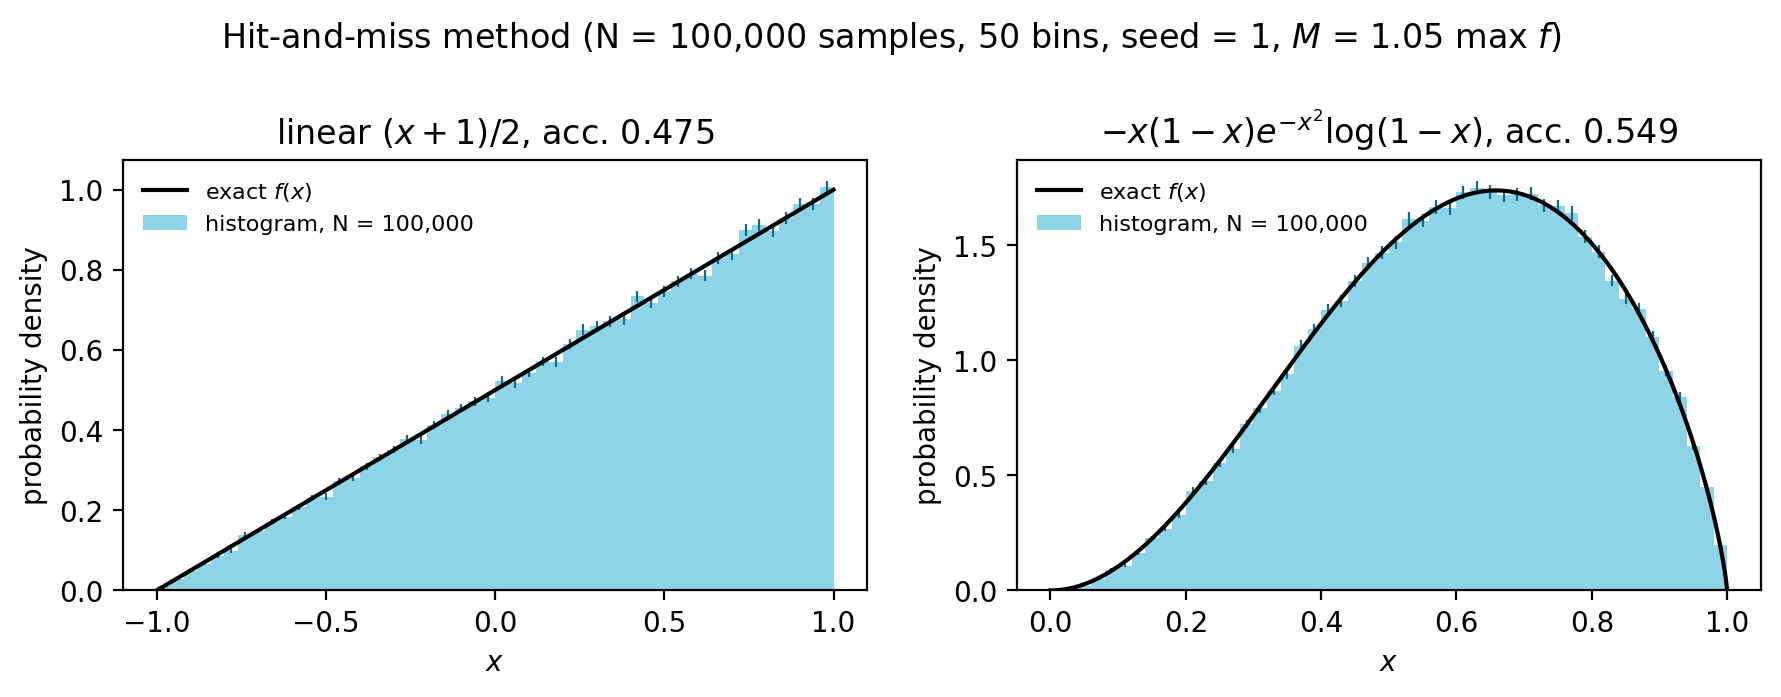 Hit-and-miss method (N = 100,000 samples, 50 bins, seed = 1, M = 1.05 max f)
linear (x + 1)/2, acc. 0.475
exact f(x)
histogram, N = 100,000
probability density
1.0
0.8
0.6
0.4
0.2
0.0
−1.0 −0.5 0.0 0.5 1.0
x
−x(1 − x)e^{−x²}log(1 − x), acc. 0.549
exact f(x)
histogram, N = 100,000
probability density
1.5
1.0
0.5
0.0
0.0 0.2 0.4 0.6 0.8 1.0
x